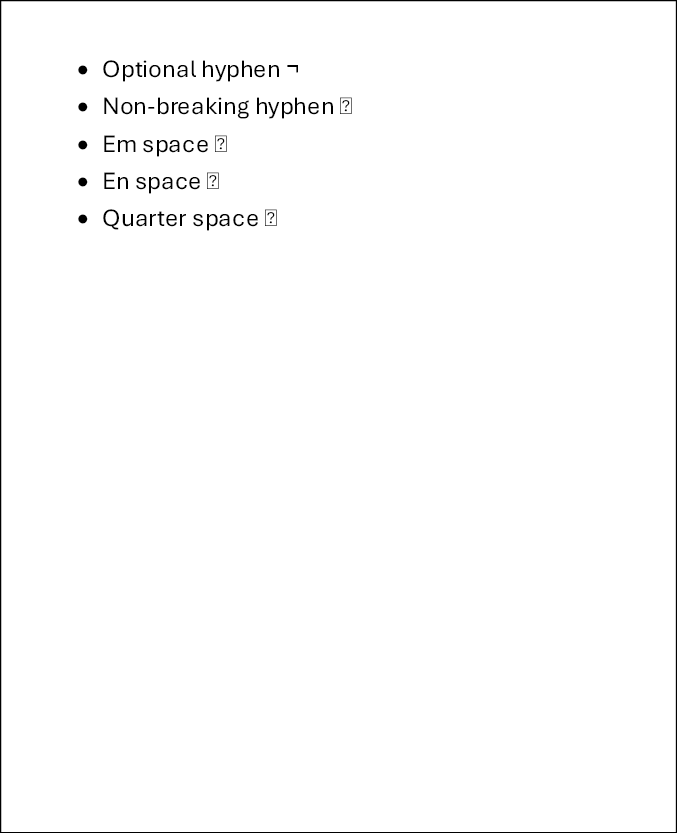 • Optional hyphen ¬
• Non-breaking hyphen ⍰
• Em space ⍰
• En space ⍰
• Quarter space ⍰